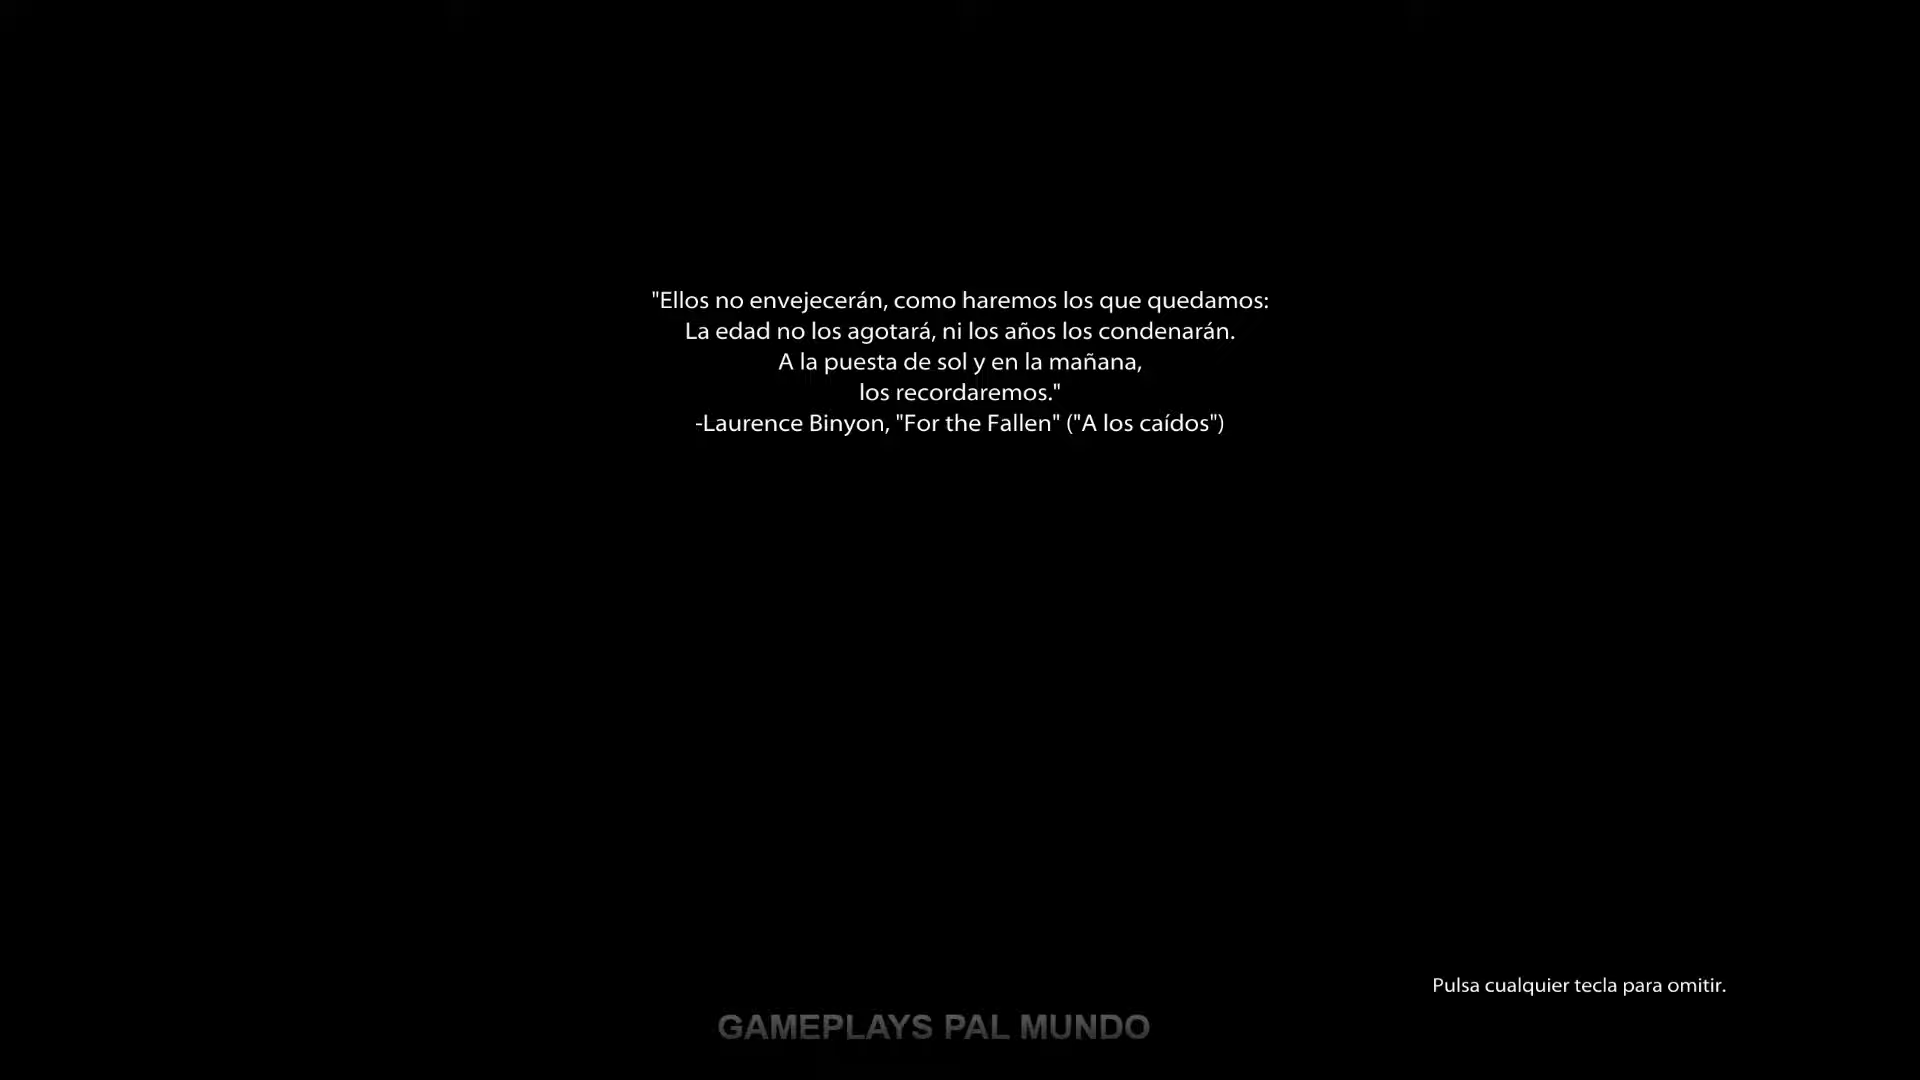 "Ellos no envejecerán, como haremos los que quedamos:
La edad no los agotará, ni los años los condenarán.
A la puesta de sol y en la mañana,
los recordaremos."
-Laurence Binyon, "For the Fallen" ("A los caídos")
Pulsa cualquier tecla para omitir.
GAMEPLAYS PAL MUNDO